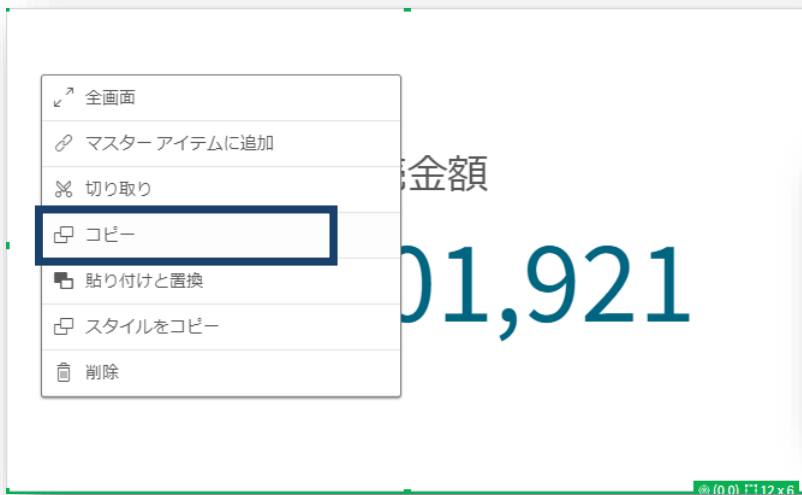 全画面
マスター アイテムに追加
切り取り
コピー
貼り付けと置換
スタイルをコピー
削除
金額
01,921
(0,0) 12 x 6